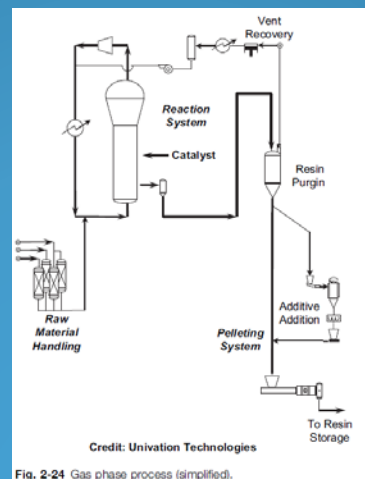 Vent
Recovery
Reaction
System
Catalyst
Resin
Purgin
Raw
Material
Handling
Additive
Addition
Pelleting
System
To Resin
Storage
Credit: Univation Technologies
Fig. 2-24 Gas phase process (simplified).